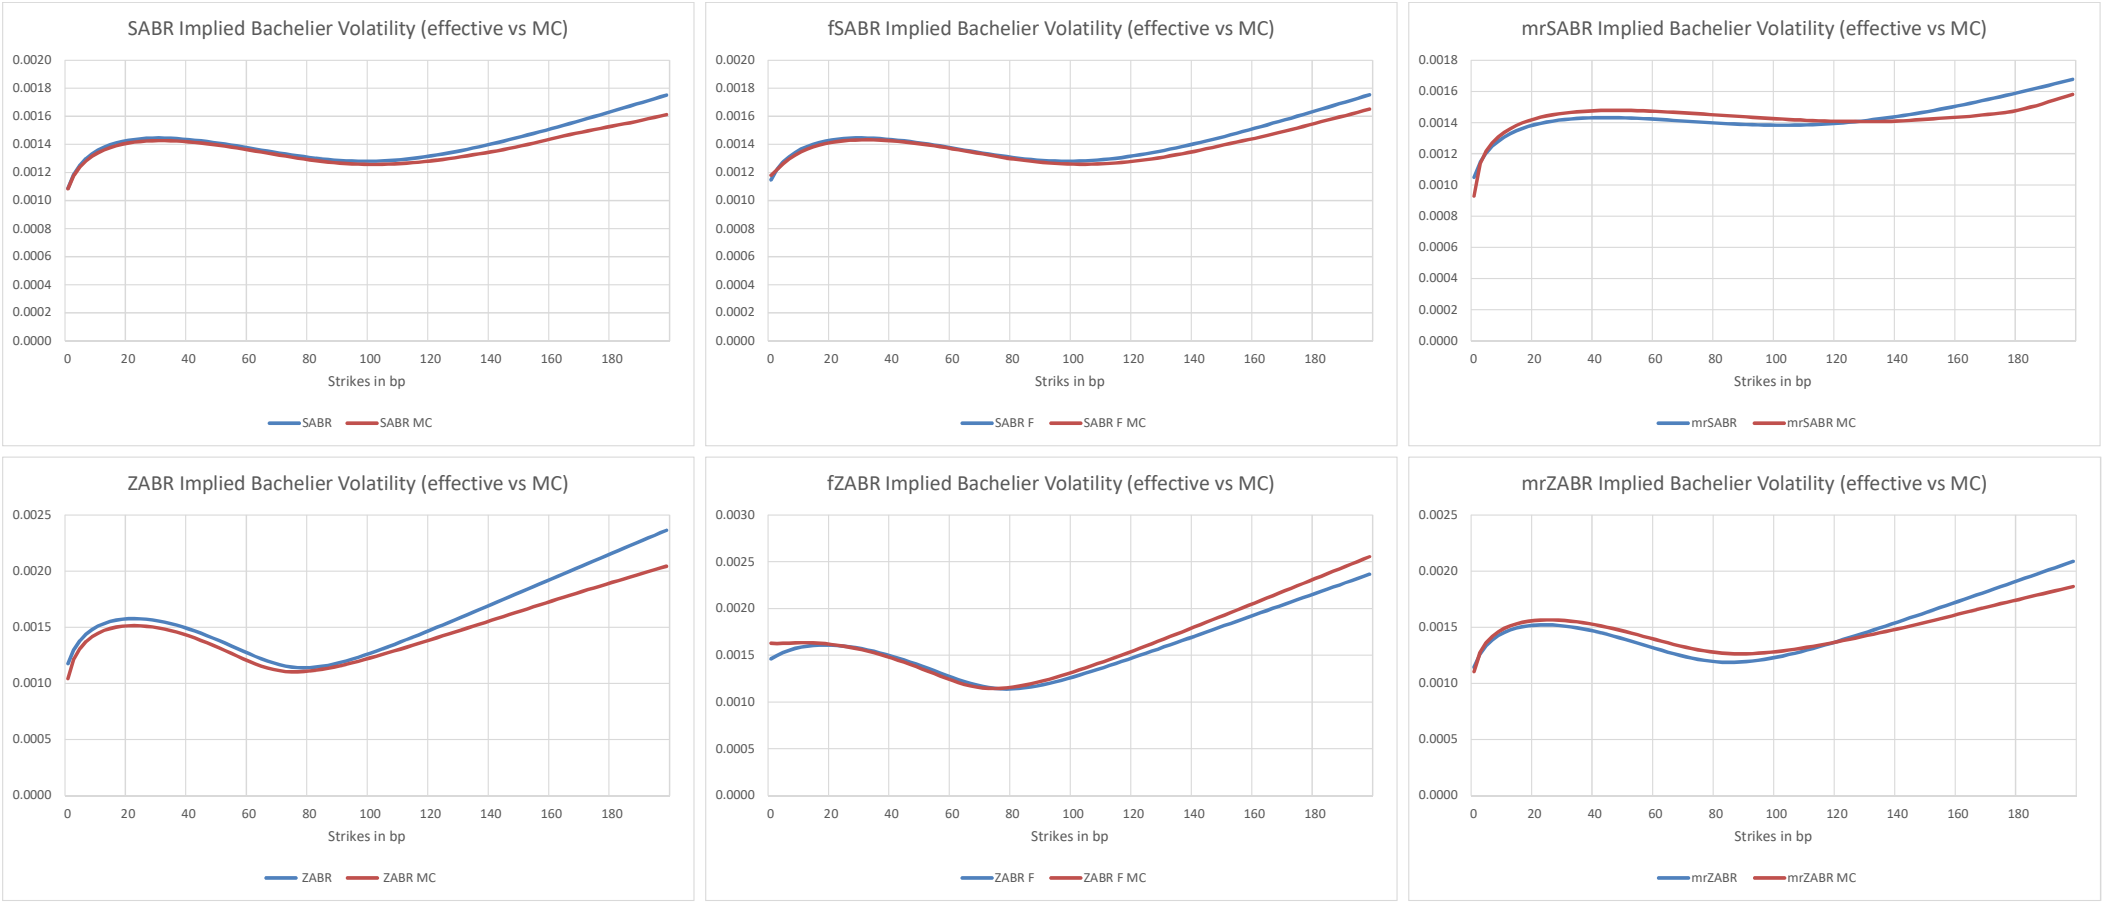 SABR Implied Bachelier Volatility (effective vs MC)
0.0020
0.0018
0.0016
0.0014
0.0012
0.0010
0.0008
0.0006
0.0004
0.0002
0.0000
0 20 40 60 80 100 120 140 160 180
Strikes in bp
SABR SABR MC
fSABR Implied Bachelier Volatility (effective vs MC)
0.0020
0.0018
0.0016
0.0014
0.0012
0.0010
0.0008
0.0006
0.0004
0.0002
0.0000
0 20 40 60 80 100 120 140 160 180
Striks in bp
SABR F SABR F MC
mrSABR Implied Bachelier Volatility (effective vs MC)
0.0018
0.0016
0.0014
0.0012
0.0010
0.0008
0.0006
0.0004
0.0002
0.0000
0 20 40 60 80 100 120 140 160 180
Strikes in bp
mrSABR mrSABR MC
ZABR Implied Bachelier Volatility (effective vs MC)
0.0025
0.0020
0.0015
0.0010
0.0005
0.0000
0 20 40 60 80 100 120 140 160 180
Strikes in bp
ZABR ZABR MC
fZABR Implied Bachelier Volatility (effective vs MC)
0.0030
0.0025
0.0020
0.0015
0.0010
0.0005
0.0000
0 20 40 60 80 100 120 140 160 180
Strikes in bp
ZABR F ZABR F MC
mrZABR Implied Bachelier Volatility (effective vs MC)
0.0025
0.0020
0.0015
0.0010
0.0005
0.0000
0 20 40 60 80 100 120 140 160 180
Strikes in bp
mrZABR mrZABR MC